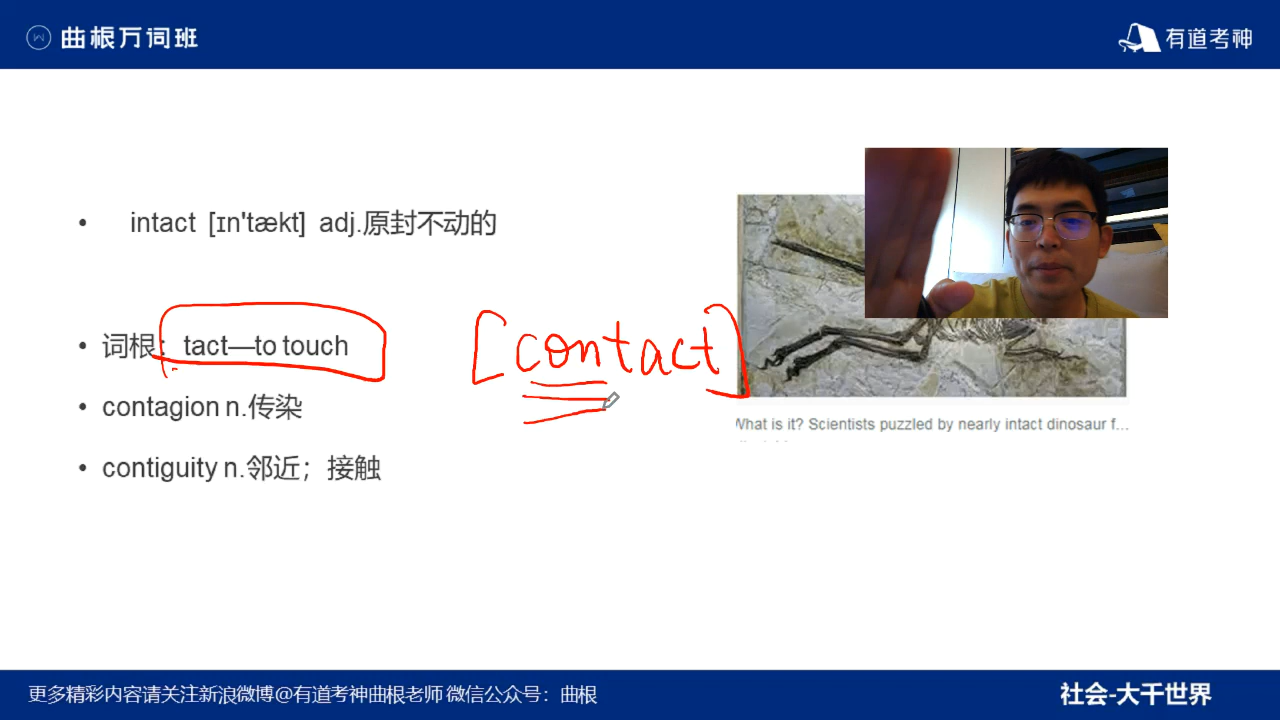 曲根万词班
有道考神
• intact [ɪn'tækt] adj.原封不动的
• 词根：tact—to touch
[contact]
• contagion n.传染
• contiguity n.邻近；接触
What is it? Scientists puzzled by nearly intact dinosaur f...
更多精彩内容请关注新浪微博@有道考神曲根老师 微信公众号：曲根
社会-大千世界